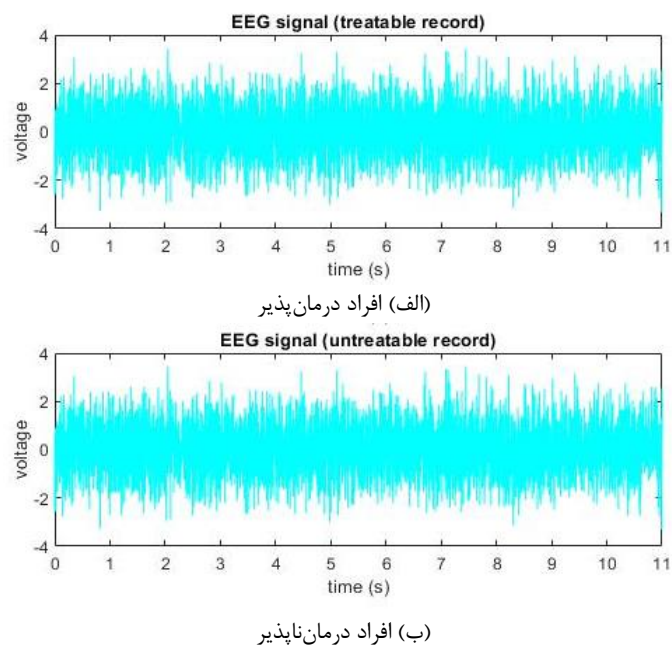 EEG signal (treatable record)
4
2
0
-2
-4
voltage
0 1 2 3 4 5 6 7 8 9 10 11
time (s)
(الف) افراد درمان‌پذیر
EEG signal (untreatable record)
4
2
0
-2
-4
voltage
0 1 2 3 4 5 6 7 8 9 10 11
time (s)
(ب) افراد درمان‌ناپذیر